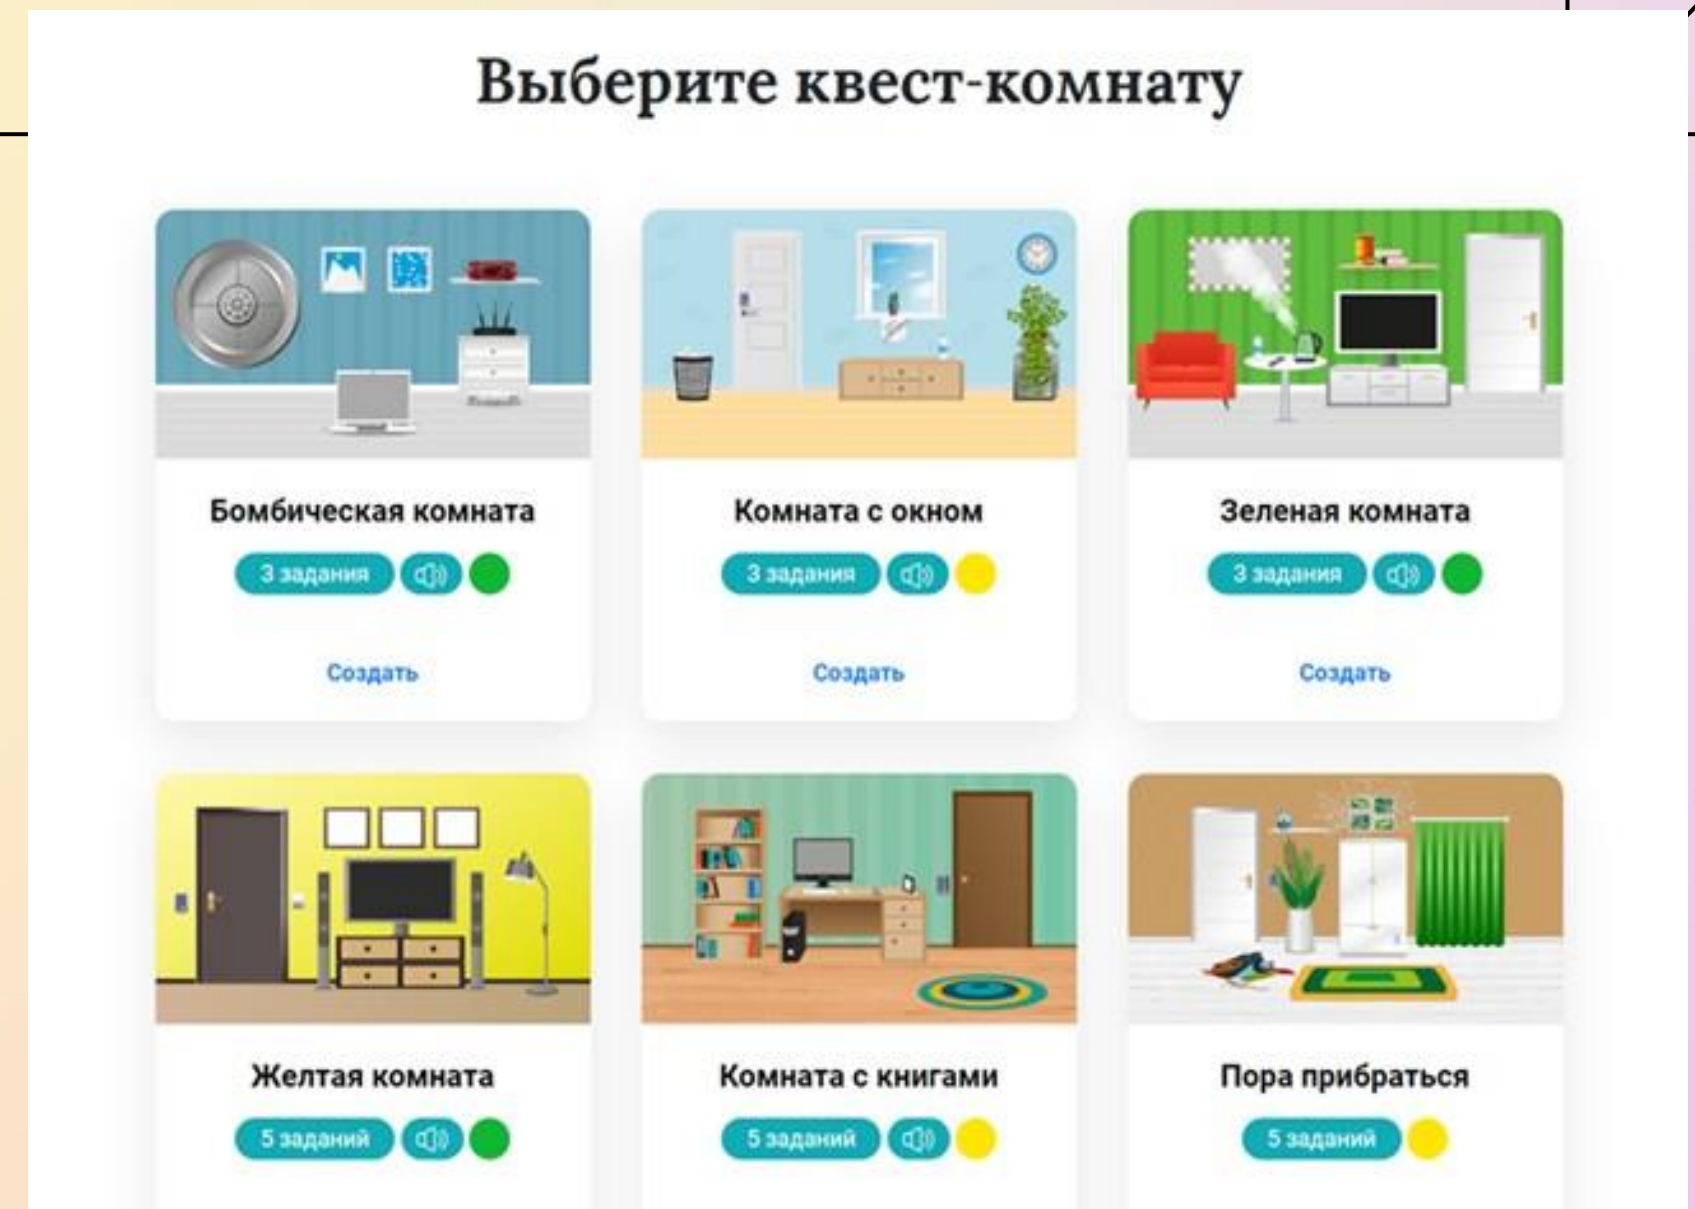 Выберите квест-комнату
Бомбическая комната
3 задания
Создать
Комната с окном
3 задания
Создать
Зеленая комната
3 задания
Создать
Желтая комната
5 заданий
Комната с книгами
5 заданий
Пора прибраться
5 заданий